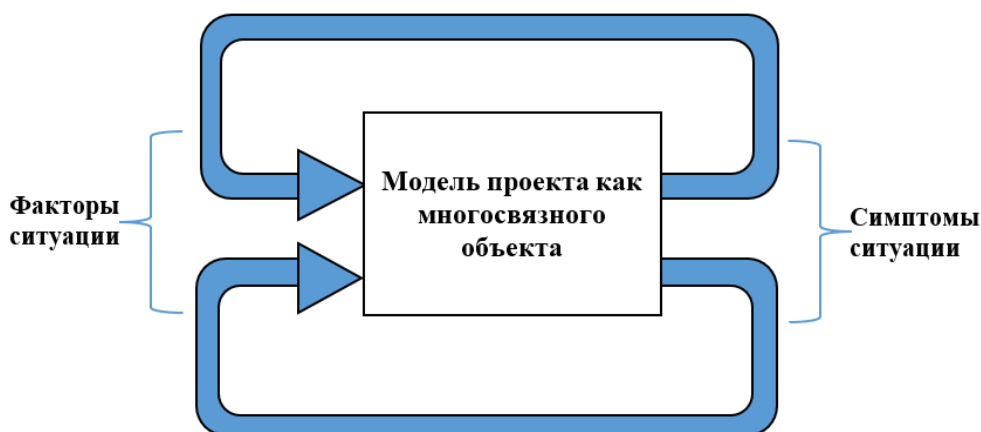 Факторы
ситуации
Модель проекта как
многосвязного
объекта
Симптомы
ситуации